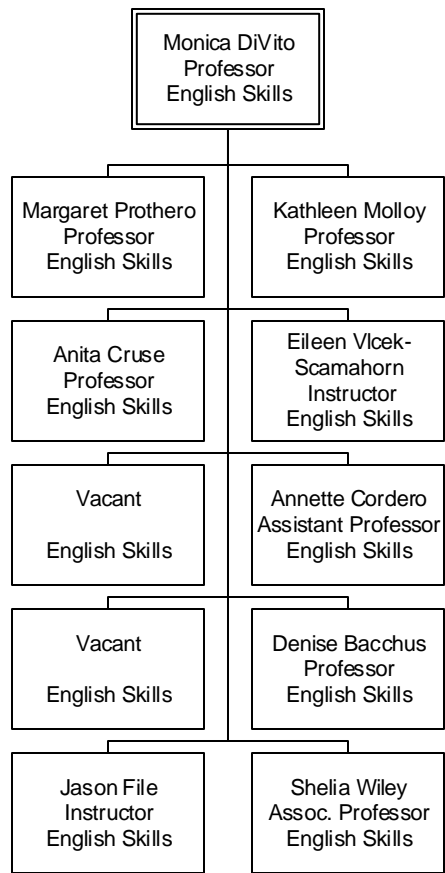 Monica DiVito
Professor
English Skills
Margaret Prothero
Professor
English Skills
Kathleen Molloy
Professor
English Skills
Anita Cruse
Professor
English Skills
Eileen Vlcek-
Scamahorn
Instructor
English Skills
Vacant
English Skills
Annette Cordero
Assistant Professor
English Skills
Vacant
English Skills
Denise Bacchus
Professor
English Skills
Jason File
Instructor
English Skills
Shelia Wiley
Assoc. Professor
English Skills